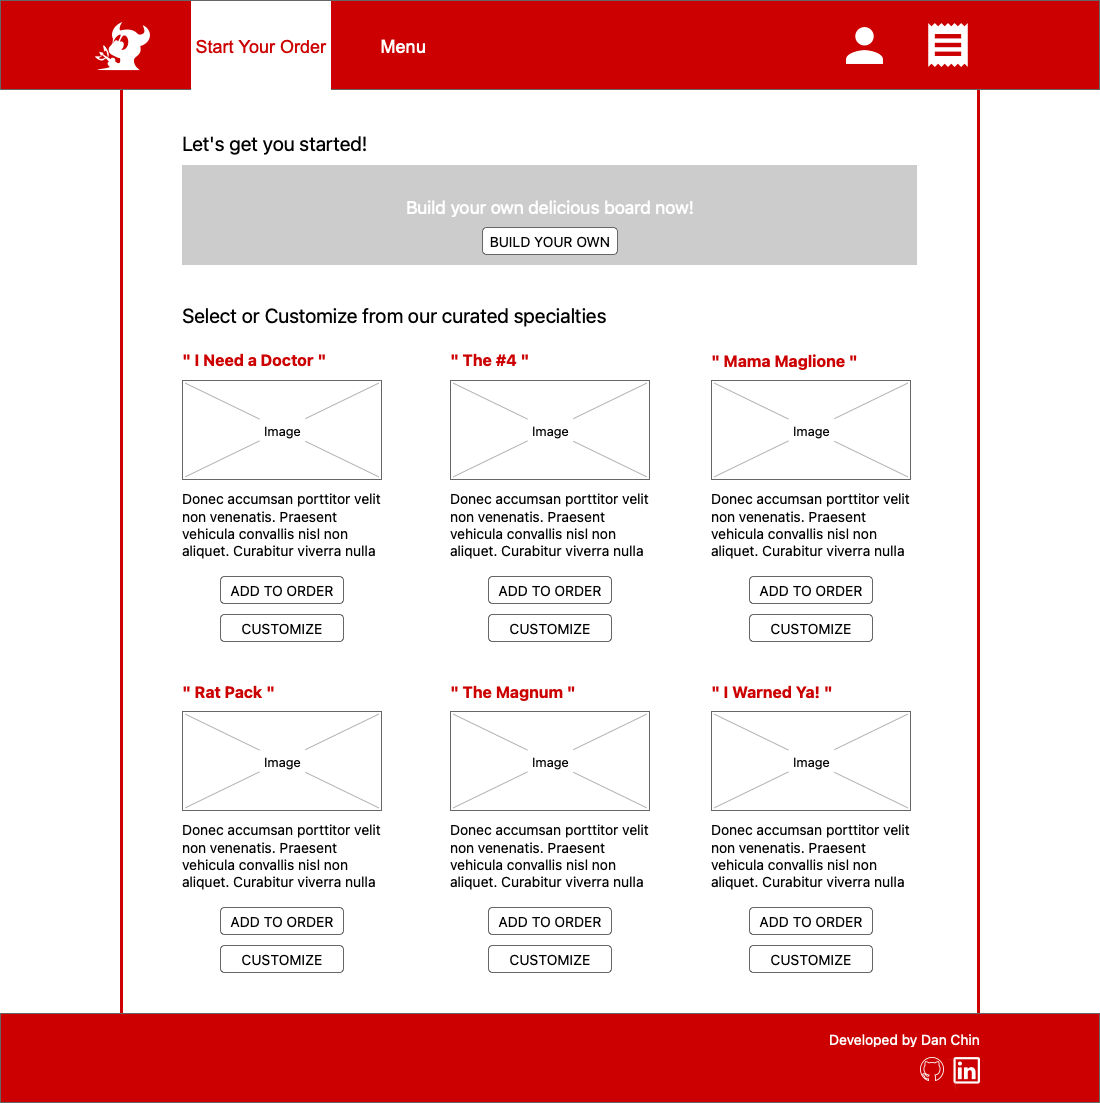 Start Your Order
Menu
Let's get you started!
Build your own delicious board now!
BUILD YOUR OWN
Select or Customize from our curated specialties
" I Need a Doctor "
Image
Donec accumsan porttitor velit
non venenatis. Praesent
vehicula convallis nisl non
aliquet. Curabitur viverra nulla
ADD TO ORDER
CUSTOMIZE
" The #4 "
Image
Donec accumsan porttitor velit
non venenatis. Praesent
vehicula convallis nisl non
aliquet. Curabitur viverra nulla
ADD TO ORDER
CUSTOMIZE
" Mama Maglione "
Image
Donec accumsan porttitor velit
non venenatis. Praesent
vehicula convallis nisl non
aliquet. Curabitur viverra nulla
ADD TO ORDER
CUSTOMIZE
" Rat Pack "
Image
Donec accumsan porttitor velit
non venenatis. Praesent
vehicula convallis nisl non
aliquet. Curabitur viverra nulla
ADD TO ORDER
CUSTOMIZE
" The Magnum "
Image
Donec accumsan porttitor velit
non venenatis. Praesent
vehicula convallis nisl non
aliquet. Curabitur viverra nulla
ADD TO ORDER
CUSTOMIZE
" I Warned Ya! "
Image
Donec accumsan porttitor velit
non venenatis. Praesent
vehicula convallis nisl non
aliquet. Curabitur viverra nulla
ADD TO ORDER
CUSTOMIZE
Developed by Dan Chin
in